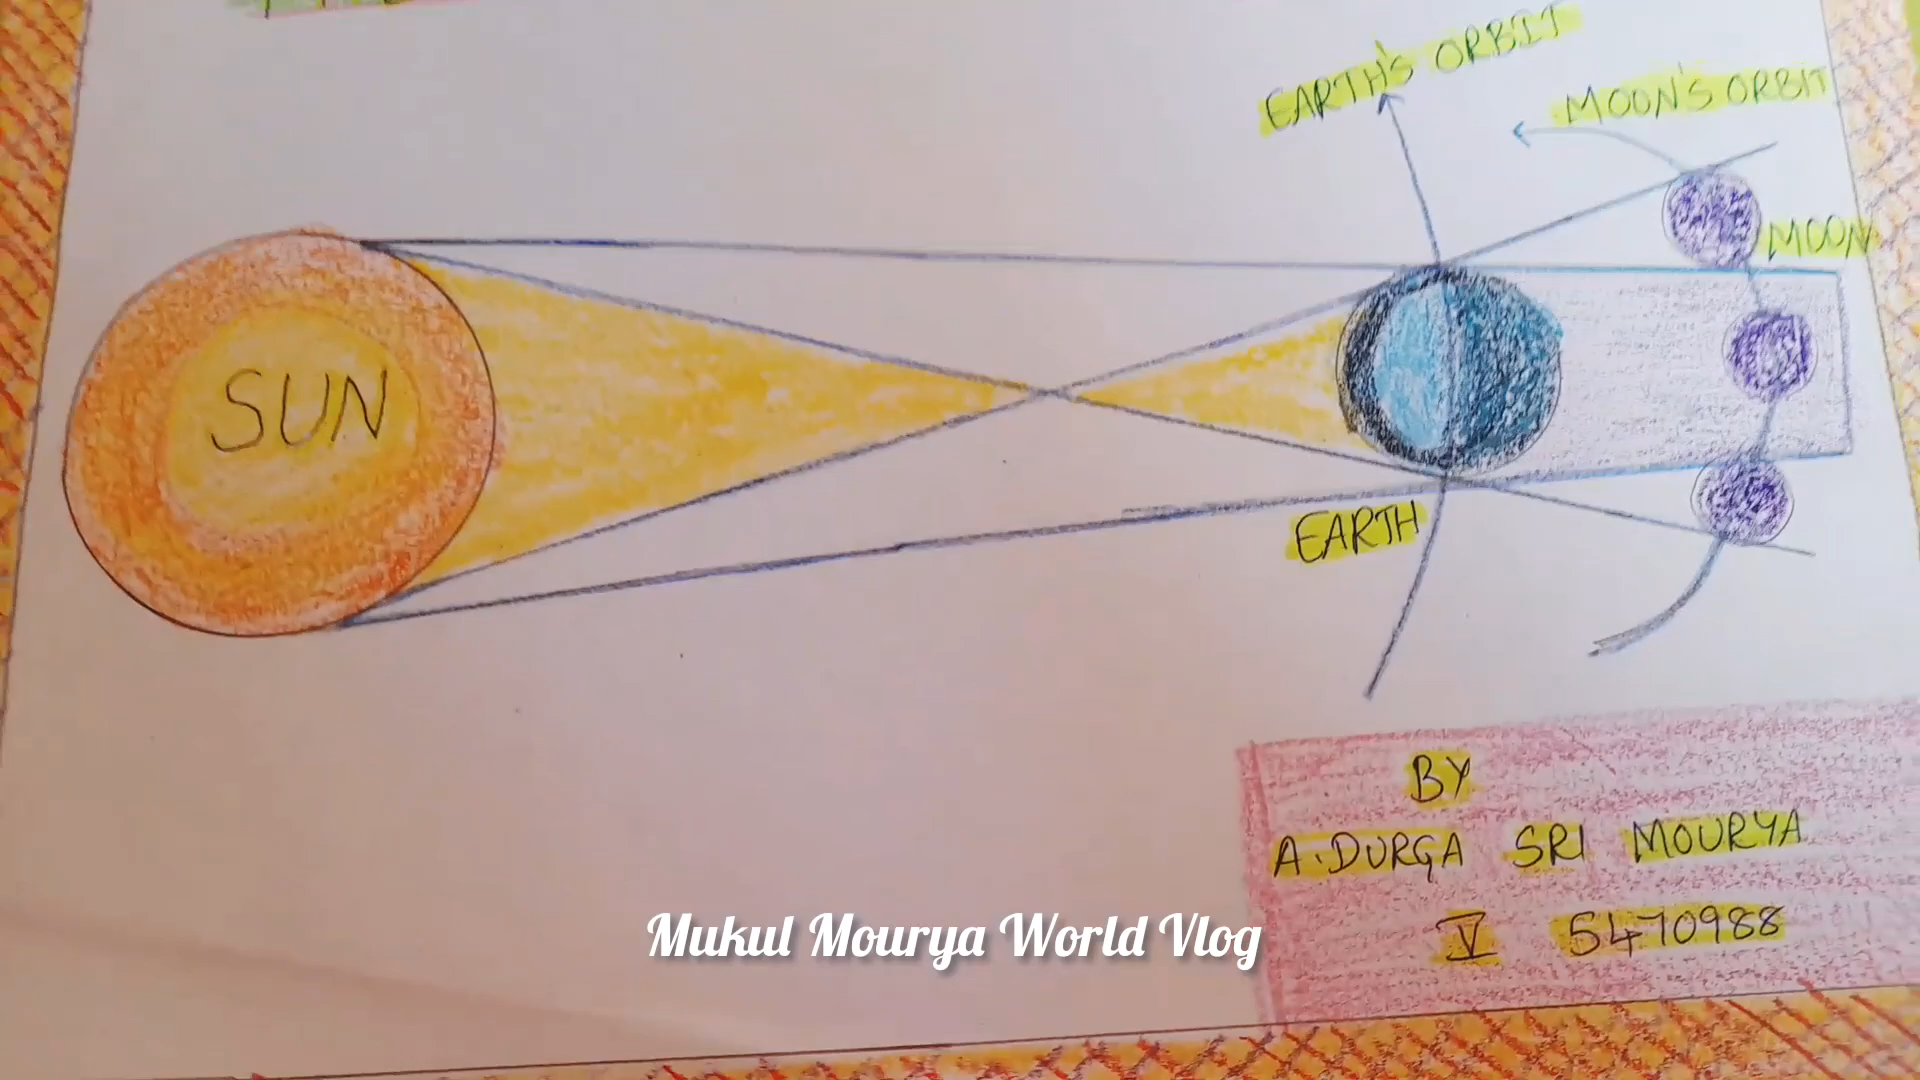 EARTH'S ORBIT
MOON'S ORBIT
MOON
SUN
EARTH
BY
A. DURGA SRI MOURYA
V 5470988
Mukul Mourya World Vlog